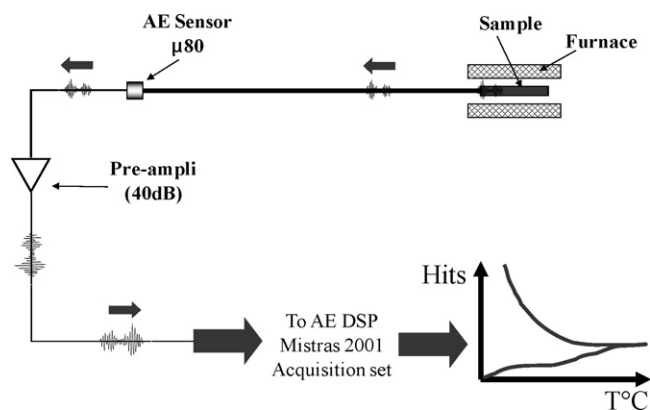 AE Sensor
μ80
Sample
Furnace
Pre-ampli
(40dB)
To AE DSP
Mistras 2001
Acquisition set
Hits
T°C